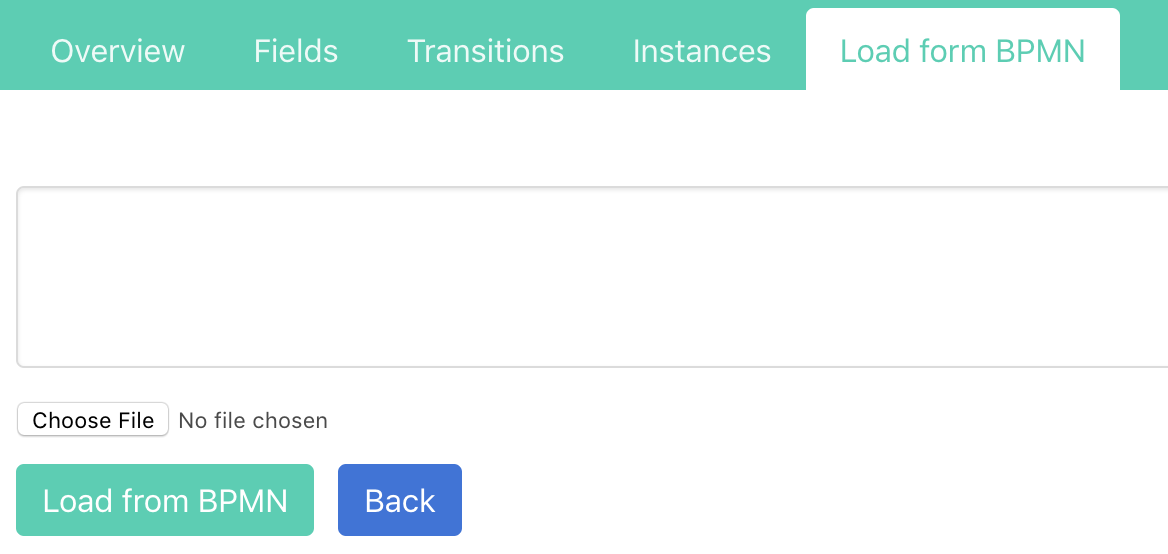 Overview Fields Transitions Instances Load form BPMN
Choose File No file chosen
Load from BPMN Back